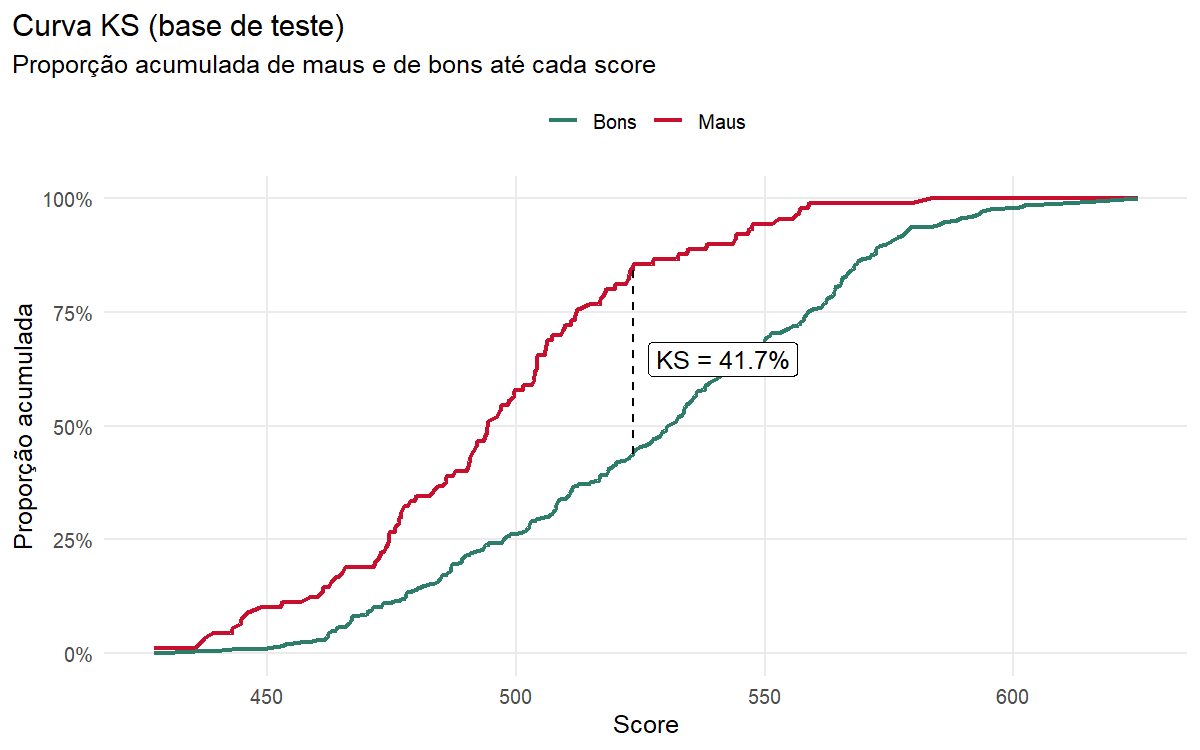 Curva KS (base de teste)
Proporção acumulada de maus e de bons até cada score
Bons Maus
100%
75%
50%
25%
0%
Proporção acumulada
KS = 41.7%
450 500 550 600
Score